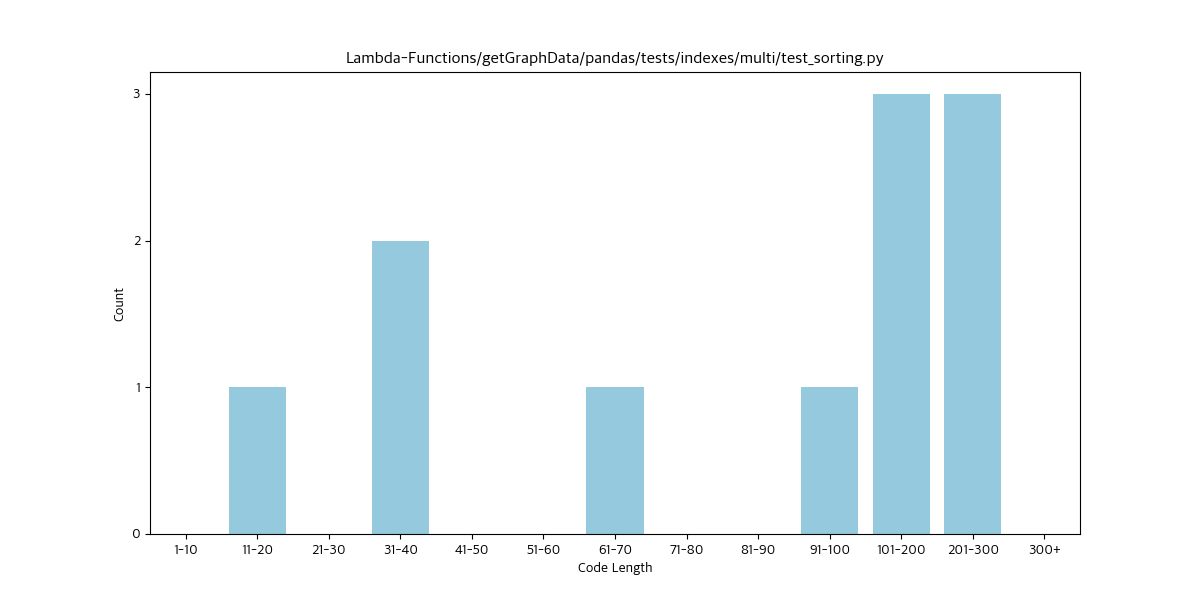 Lambda-Functions/getGraphData/pandas/tests/indexes/multi/test_sorting.py
3
2
1
0
Count
1-10 11-20 21-30 31-40 41-50 51-60 61-70 71-80 81-90 91-100 101-200 201-300 300+
Code Length